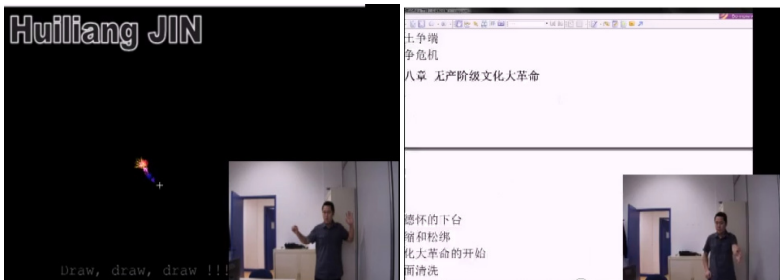 Huiliang JIN
Draw, draw, draw !!!
土争端
争危机
八章 无产阶级文化大革命
德怀的下台
缩和松绑
化大革命的开始
而清洗